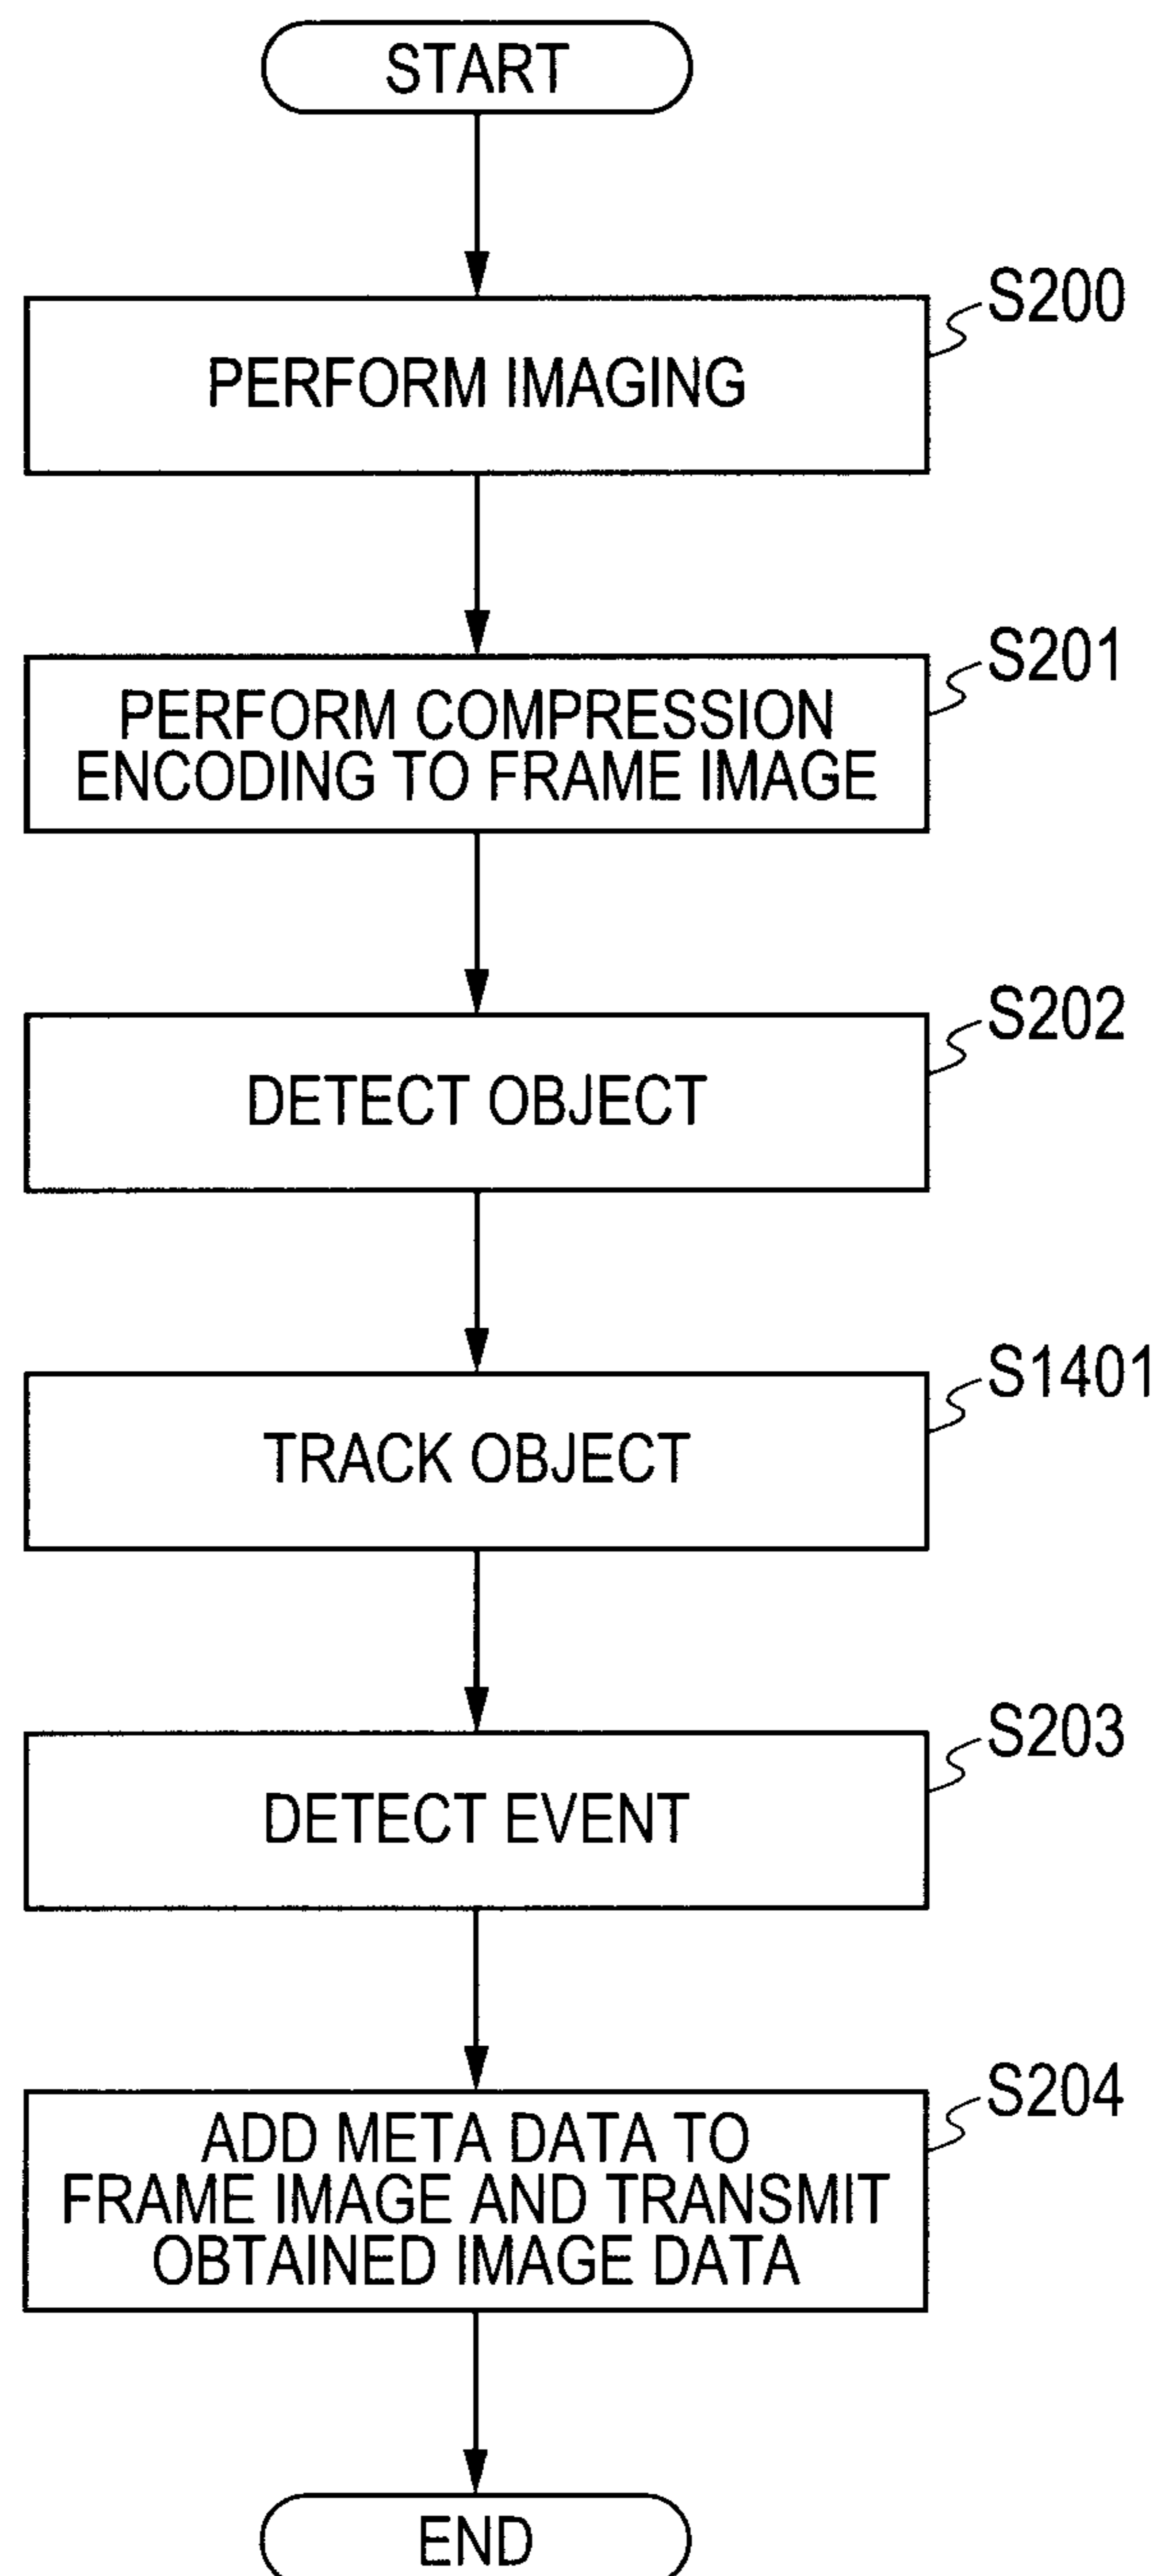 START
S200
PERFORM IMAGING
S201
PERFORM COMPRESSION
ENCODING TO FRAME IMAGE
S202
DETECT OBJECT
S1401
TRACK OBJECT
S203
DETECT EVENT
S204
ADD META DATA TO
FRAME IMAGE AND TRANSMIT
OBTAINED IMAGE DATA
END